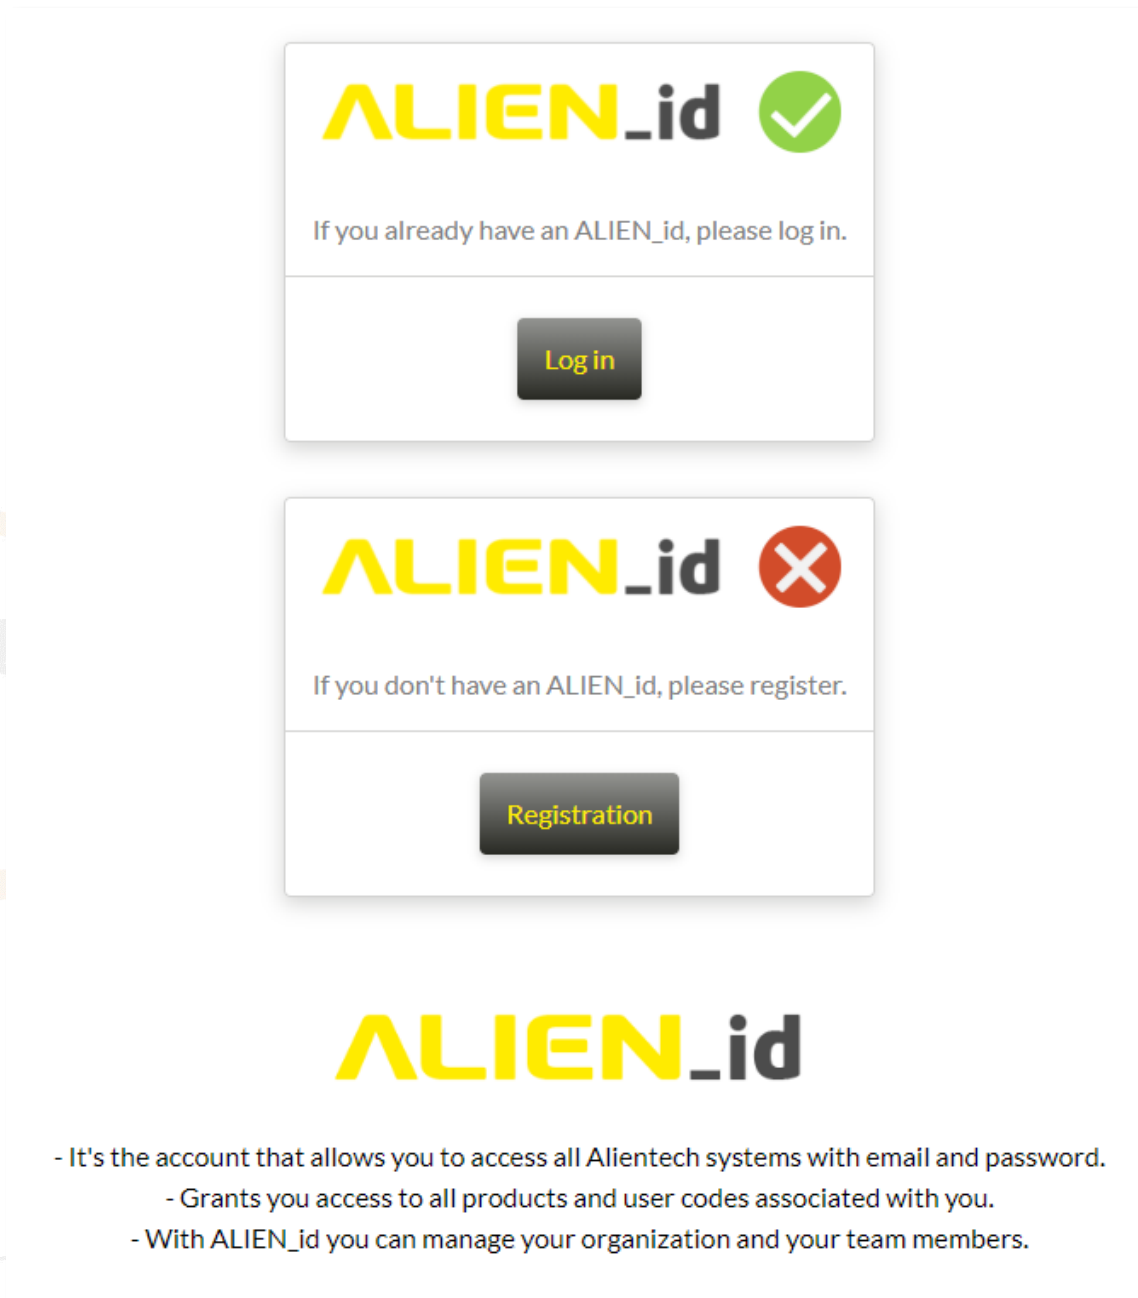 ALIEN_id
If you already have an ALIEN_id, please log in.
Log in
ALIEN_id
If you don't have an ALIEN_id, please register.
Registration
ALIEN_id
- It's the account that allows you to access all Alientech systems with email and password.
- Grants you access to all products and user codes associated with you.
- With ALIEN_id you can manage your organization and your team members.